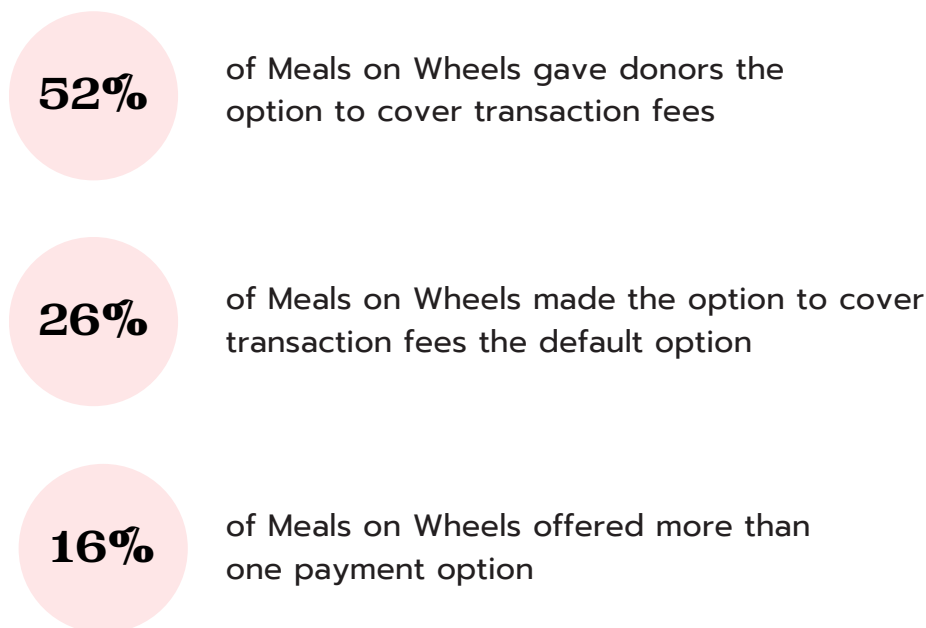 52%
of Meals on Wheels gave donors the
option to cover transaction fees
26%
of Meals on Wheels made the option to cover
transaction fees the default option
16%
of Meals on Wheels offered more than
one payment option